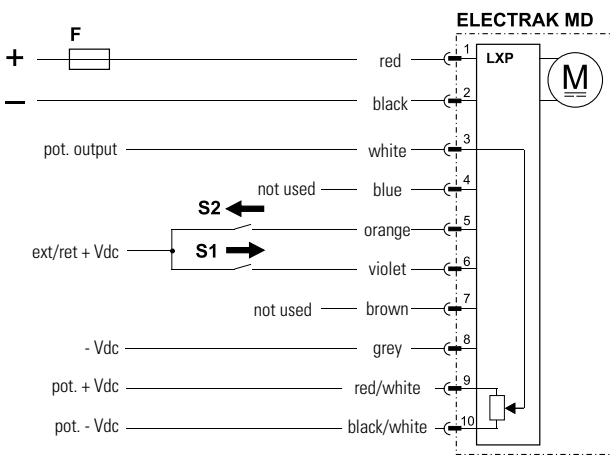 ELECTRAK MD
F
+ red 1 LXP
M
– black 2
pot. output white 3
not used blue 4
S2
orange 5
ext/ret + Vdc S1
violet 6
not used brown 7
- Vdc grey 8
pot. + Vdc red/white 9
pot. - Vdc black/white 10